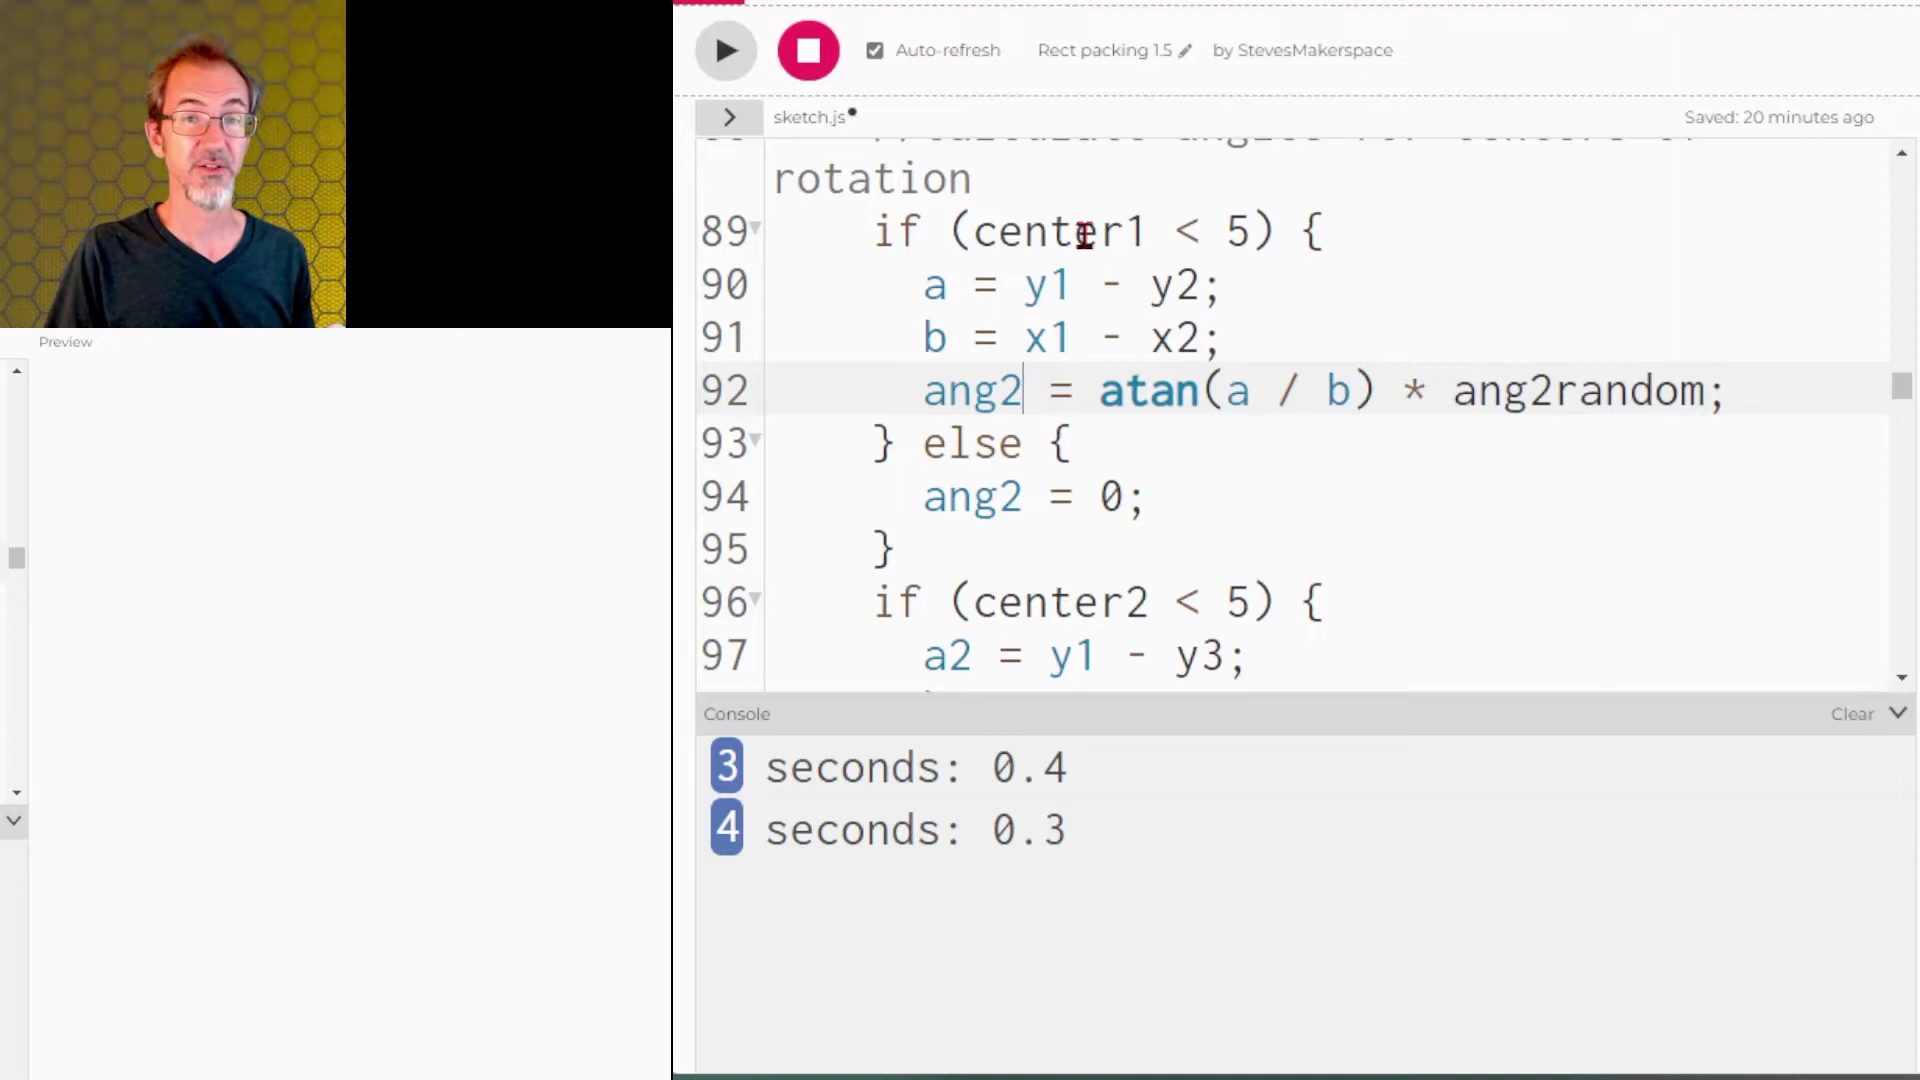 Auto-refresh Rect packing 1.5 by StevesMakerspace
sketch.js Saved: 20 minutes ago
rotation
89 if (center1 < 5) {
90 a = y1 - y2;
91 b = x1 - x2;
92 ang2 = atan(a / b) * ang2random;
93 } else {
94 ang2 = 0;
95 }
96 if (center2 < 5) {
97 a2 = y1 - y3;
Preview
Console Clear
3 seconds: 0.4
4 seconds: 0.3